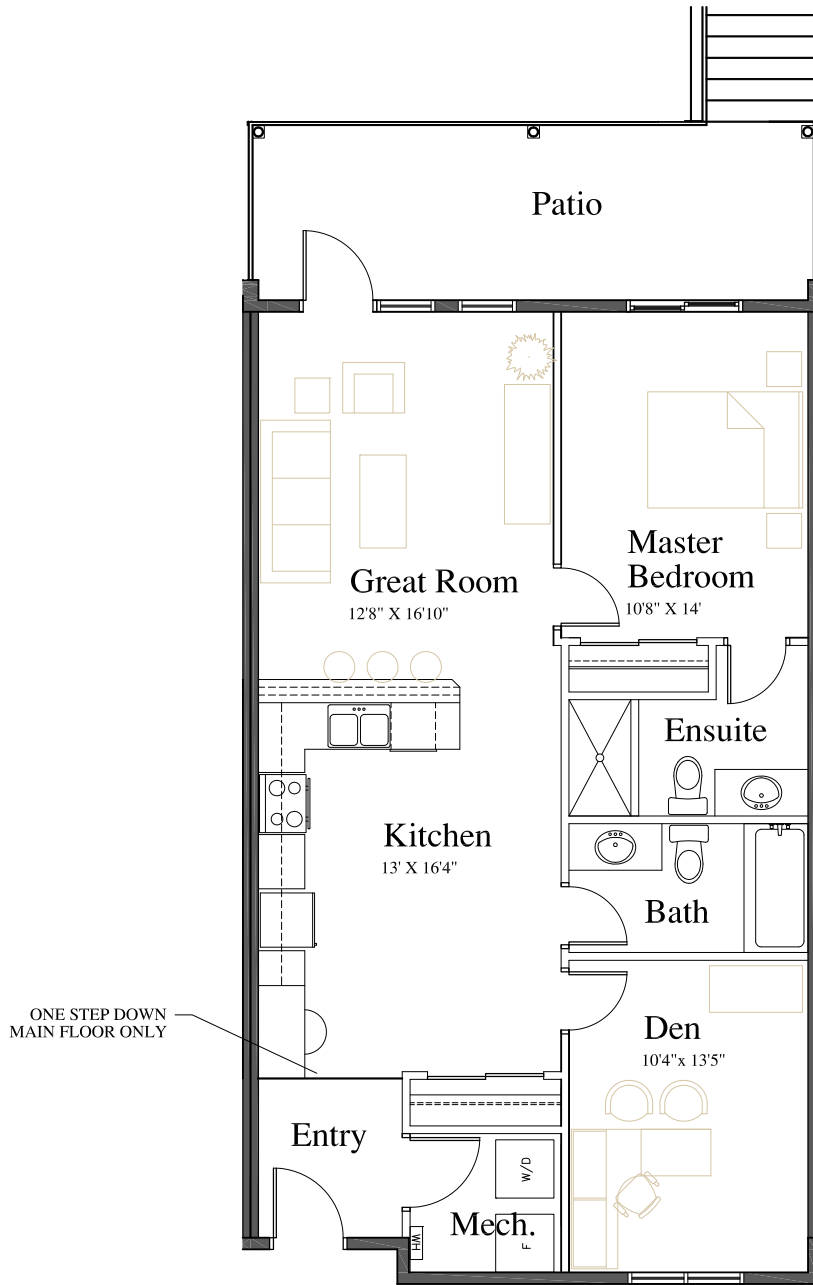 Patio
Master
Bedroom
10'8" X 14'
Great Room
12'8" X 16'10"
Ensuite
Kitchen
13' X 16'4"
Bath
ONE STEP DOWN
MAIN FLOOR ONLY
Den
10'4"x 13'5"
Entry
W/D
Mech.
HW
F